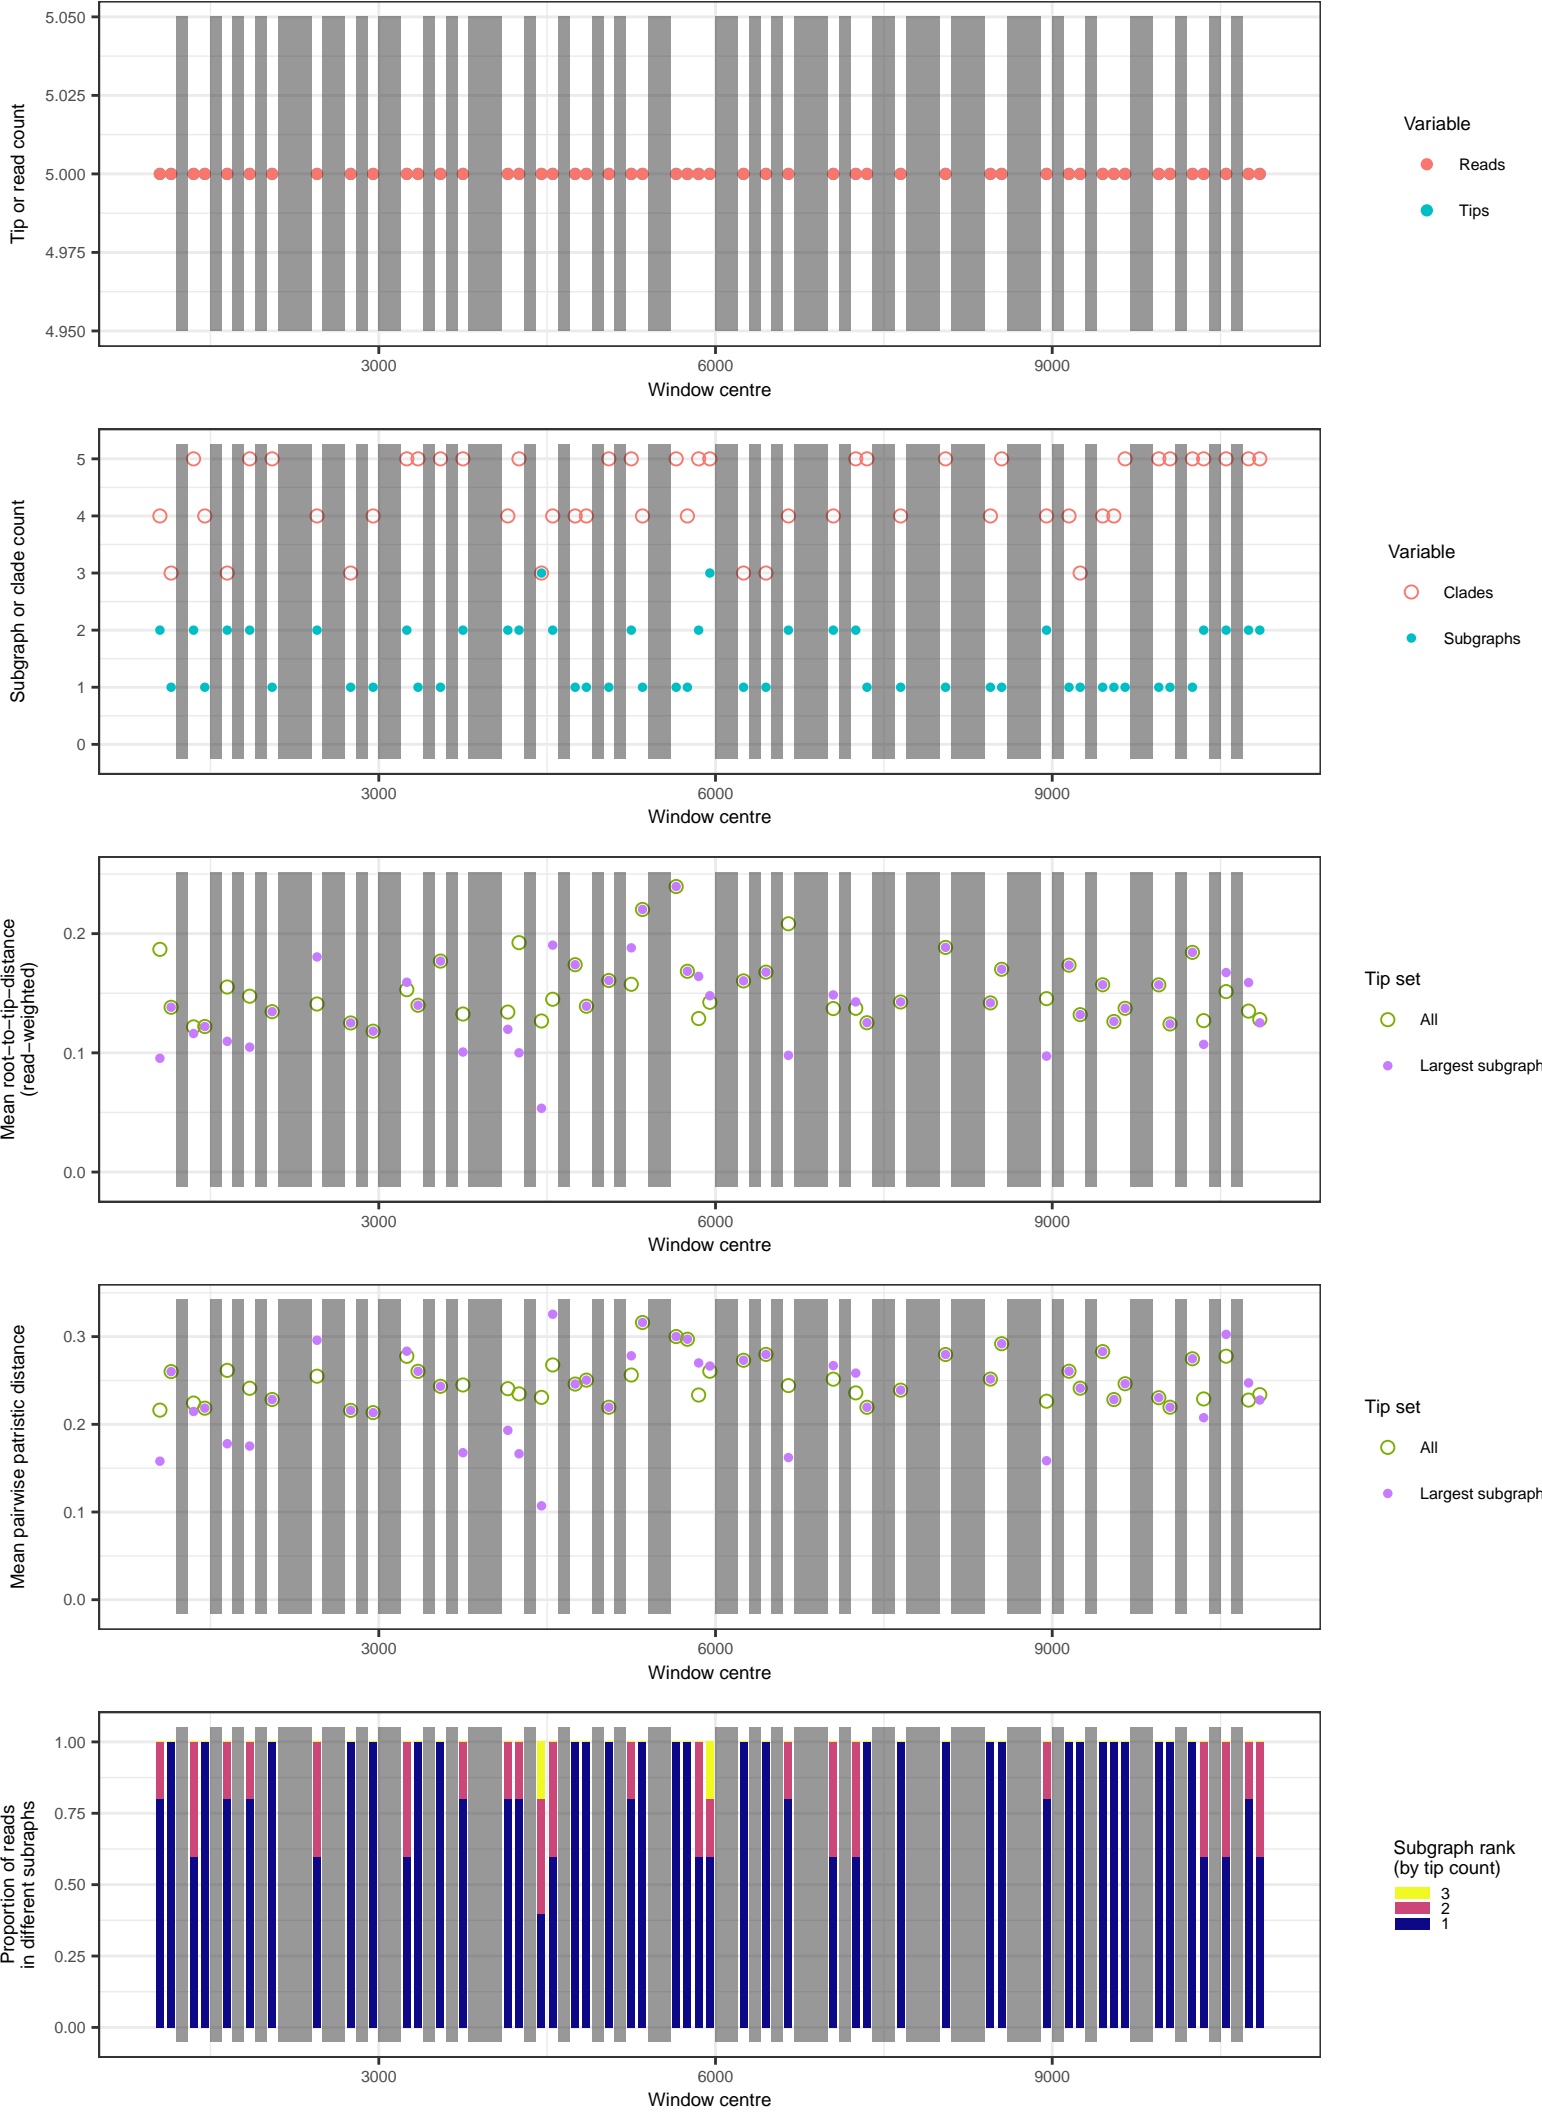 5.050
5.025
5.000
4.975
4.950
Tip or read count
3000
6000
9000
Window centre
Variable
Reads
Tips
5
4
3
2
1
0
Subgraph or clade count
3000
6000
9000
Window centre
Variable
Clades
Subgraphs
0.2
0.1
0.0
Mean root−to−tip−distance
(read−weighted)
3000
6000
9000
Window centre
Tip set
All
Largest subgraph
0.3
0.2
0.1
0.0
Mean pairwise patristic distance
3000
6000
9000
Window centre
Tip set
All
Largest subgraph
1.00
0.75
0.50
0.25
0.00
Proportion of reads
in different subraphs
3000
6000
9000
Window centre
Subgraph rank
(by tip count)
3
2
1